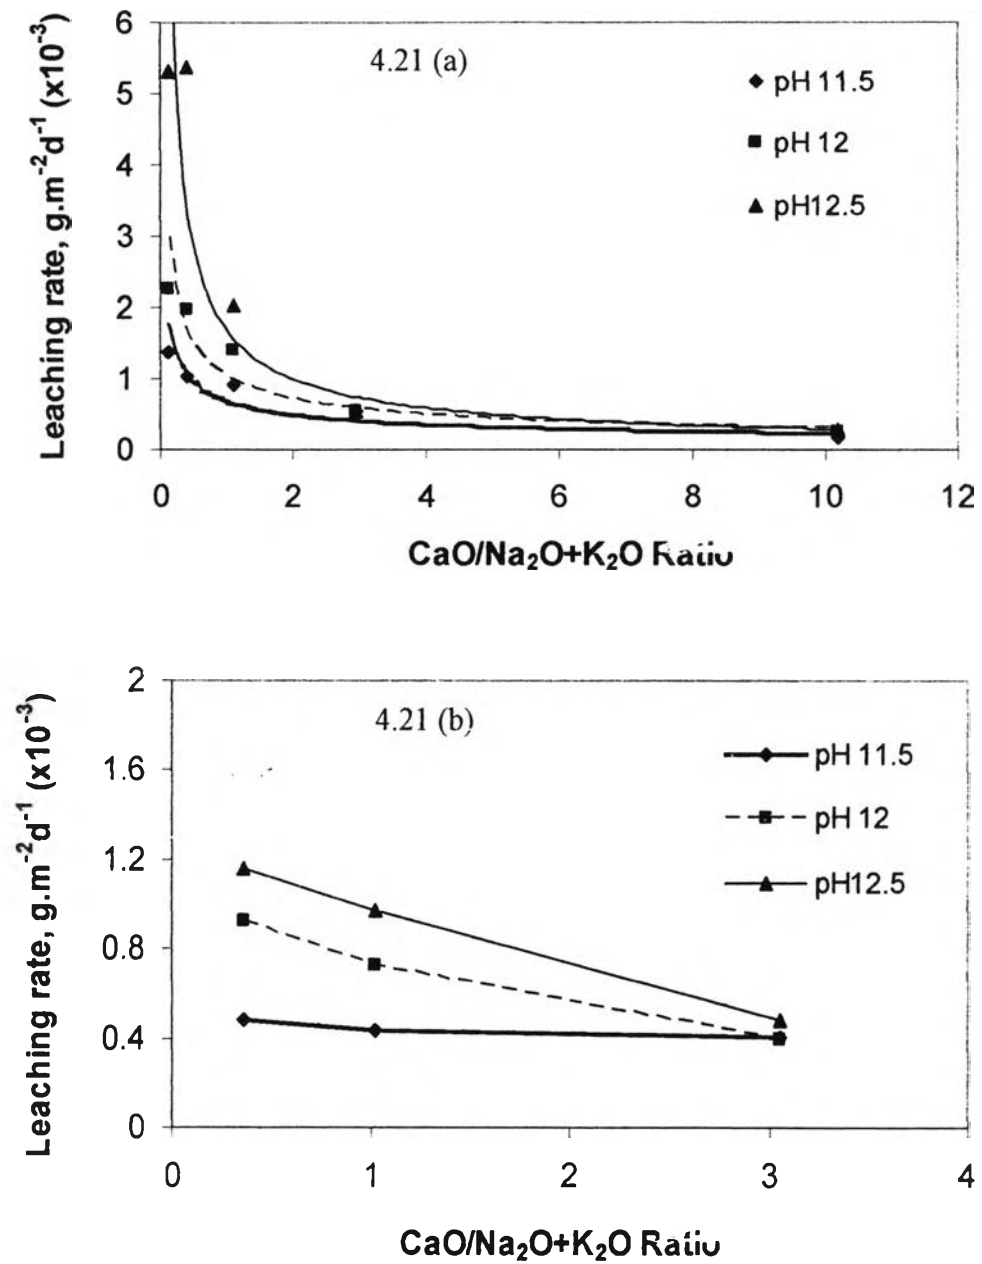 4.21 (a)
Leaching rate, g.m⁻²d⁻¹ (x10⁻³)
6
5
4
3
2
1
0
pH 11.5
pH 12
pH12.5
0 2 4 6 8 10 12
CaO/Na₂O+K₂O Ratio
4.21 (b)
Leaching rate, g.m⁻²d⁻¹ (x10⁻³)
2
1.6
1.2
0.8
0.4
0
pH 11.5
pH 12
pH12.5
0 1 2 3 4
CaO/Na₂O+K₂O Ratio